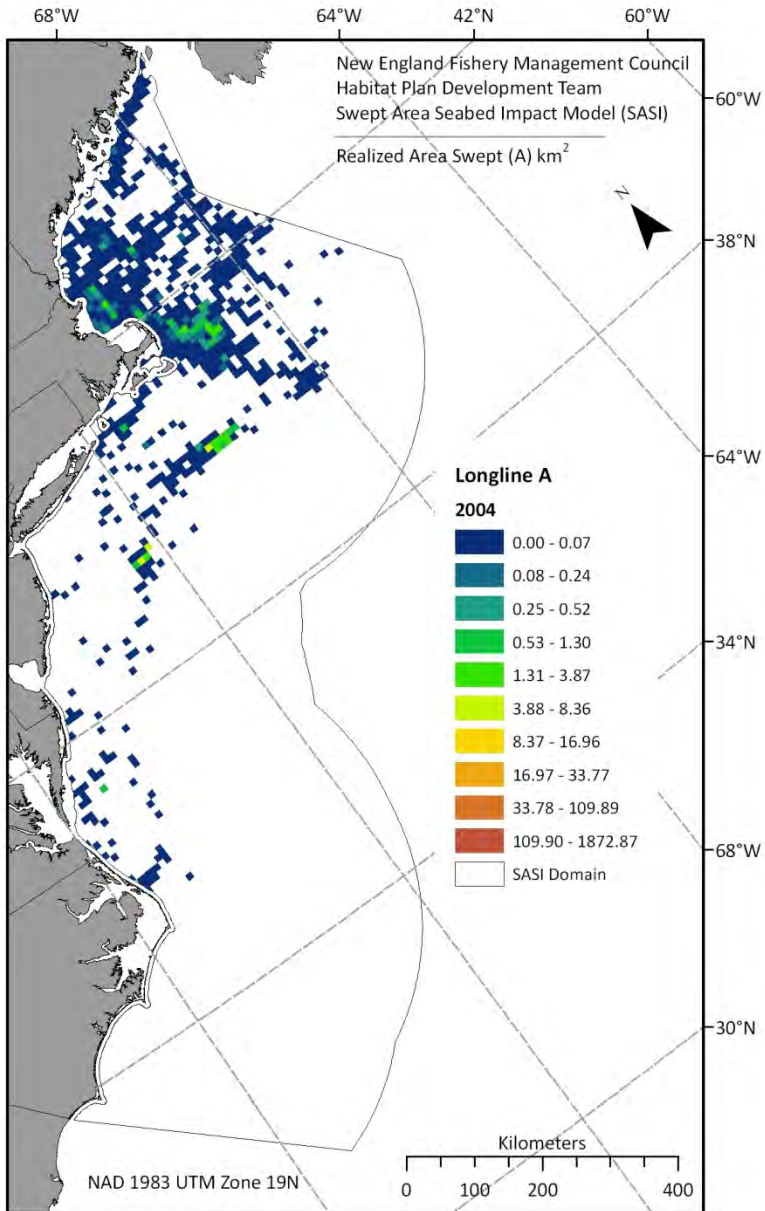 68°W 64°W 42°N 60°W
New England Fishery Management Council
Habitat Plan Development Team
Swept Area Seabed Impact Model (SASI)
Realized Area Swept (A) km²
N
60°W
38°N
64°W
34°N
68°W
30°N
Longline A
2004
0.00 - 0.07
0.08 - 0.24
0.25 - 0.52
0.53 - 1.30
1.31 - 3.87
3.88 - 8.36
8.37 - 16.96
16.97 - 33.77
33.78 - 109.89
109.90 - 1872.87
SASI Domain
Kilometers
0 100 200 300 400
NAD 1983 UTM Zone 19N